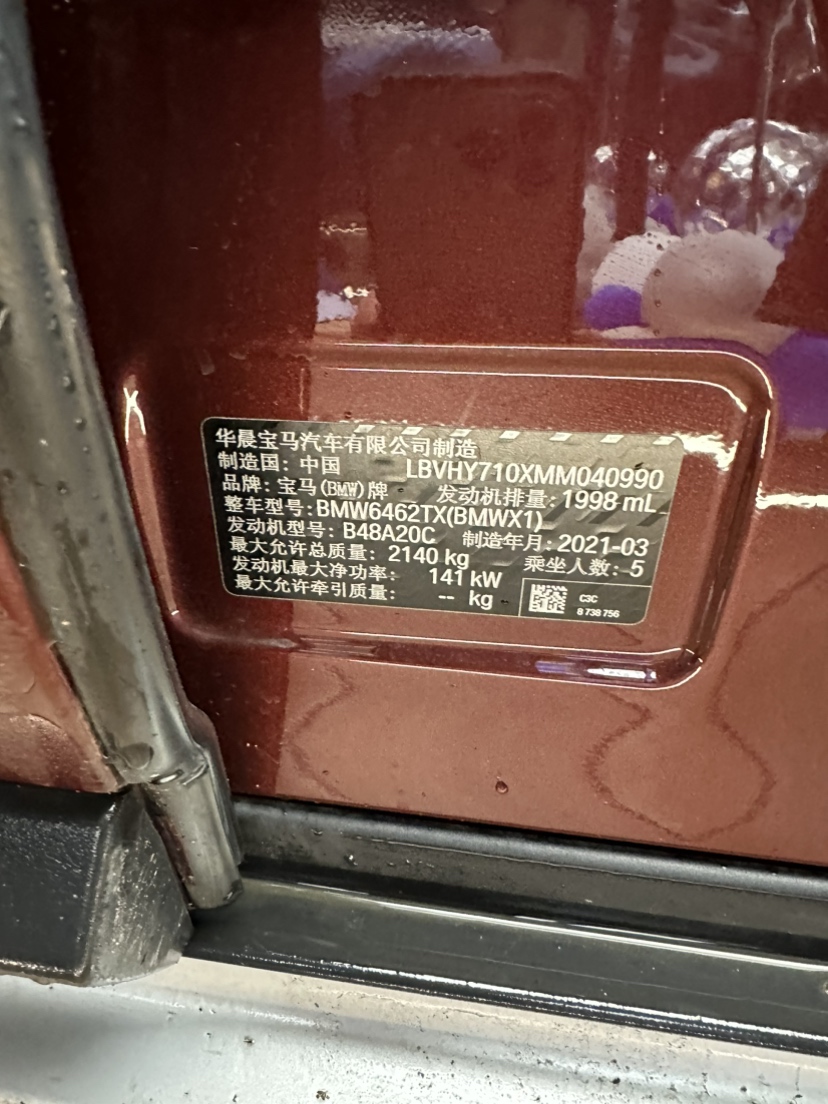 华晨宝马汽车有限公司制造
制造国: 中国 LBVHY710XMM040990
品牌: 宝马(BMW)牌 发动机排量: 1998 mL
整车型号: BMW6462TX(BMWX1)
发动机型号: B48A20C 制造年月: 2021-03
最大允许总质量: 2140 kg 乘坐人数: 5
发动机最大净功率: 141 kW
最大允许牵引质量: -- kg
C3C
8 738 756